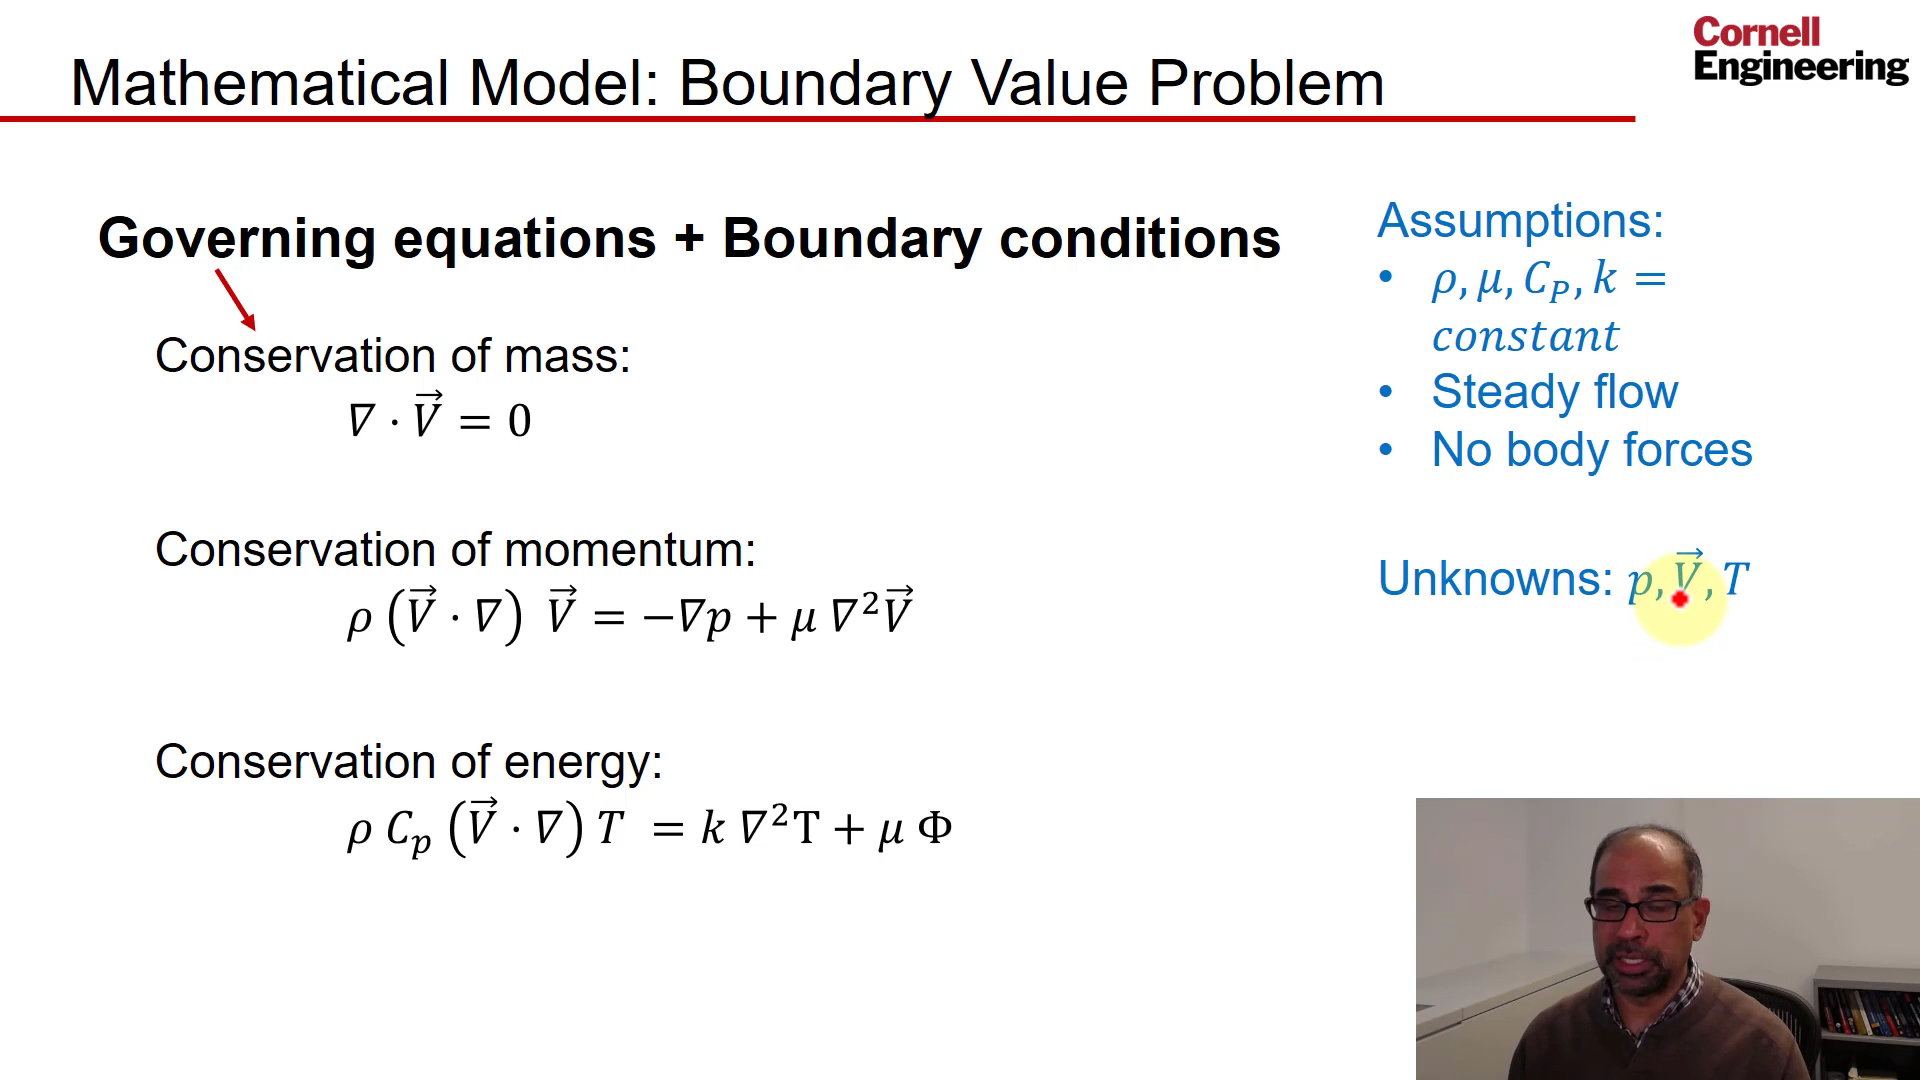 Mathematical Model: Boundary Value Problem
Cornell
Engineering
Governing equations + Boundary conditions
Conservation of mass:
∇ · V⃗ = 0
Conservation of momentum:
ρ (V⃗ · ∇) V⃗ = −∇p + μ ∇²V⃗
Conservation of energy:
ρ C_p (V⃗ · ∇) T = k ∇²T + μ Φ
Assumptions:
• ρ, μ, C_P, k =
constant
• Steady flow
• No body forces
Unknowns: p, V⃗, T